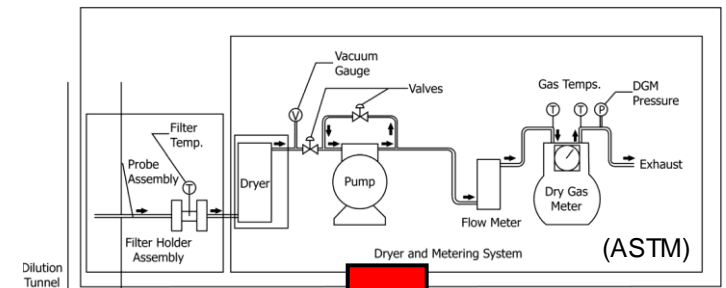 Vacuum
Gauge
Valves
Gas Temps.
DGM
Pressure
V
T
T
P
Filter
Temp.
Probe
Assembly
T
Dryer
Pump
Exhaust
Dry Gas
Meter
Flow Meter
Filter Holder
Assembly
Dryer and Metering System
(ASTM)
Dilution
Tunnel